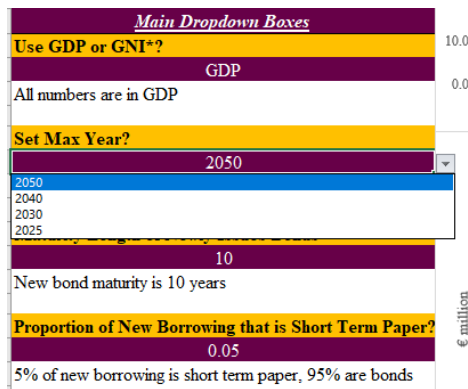 Main Dropdown Boxes
Use GDP or GNI*?
10.0
GDP
0.0
All numbers are in GDP
Set Max Year?
2050
2050
2040
2030
2025
10
New bond maturity is 10 years
Proportion of New Borrowing that is Short Term Paper?
0.05
5% of new borrowing is short term paper, 95% are bonds
€ million